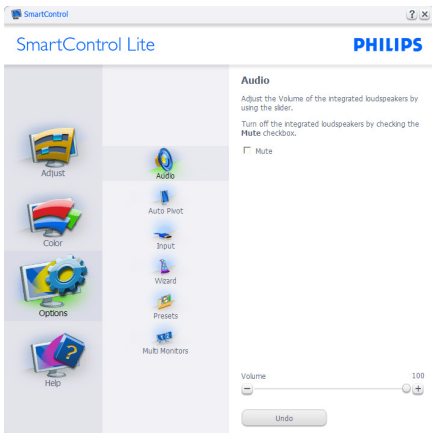 SmartControl
SmartControl Lite
PHILIPS
Adjust
Color
Options
Help
Audio
Auto Pivot
Input
Wizard
Presets
Multi Monitors
Audio
Adjust the Volume of the integrated loudspeakers by
using the slider.
Turn off the integrated loudspeakers by checking the
Mute checkbox.
Mute
Volume 100
Undo